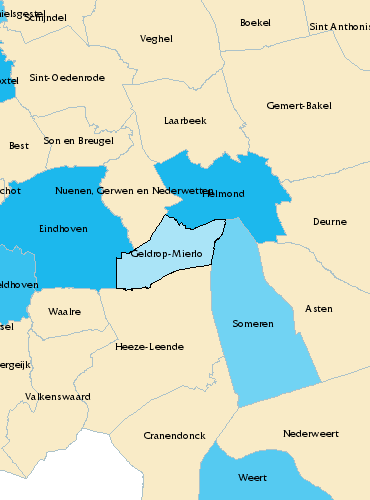 ielsgestel
Schijndel
Boekel
Sint Anthonis
Veghel
Sint-Oedenrode
xtel
Gemert-Bakel
Laarbeek
Son en Breugel
Best
chot
Nuenen, Gerwen en Nederwetten
Helmond
Eindhoven
Deurne
Geldrop-Mierlo
ldhoven
Waalre
Asten
sel
Someren
Heeze-Leende
ergeijk
Valkenswaard
Cranendonck
Nederweert
Weert